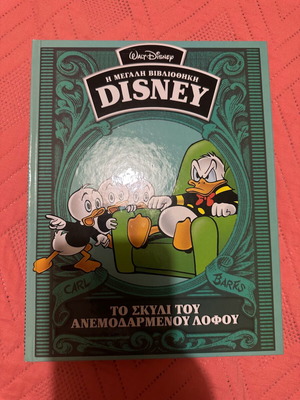 WALT DISNEY
Η ΜΕΓΑΛΗ ΒΙΒΛΙΟΘΗΚΗ
DISNEY
CARL BARKS
ΤΟ ΣΚΥΛΙ ΤΟΥ
ΑΝΕΜΟΔΑΡΜΕΝΟΥ ΛΟΦΟΥ